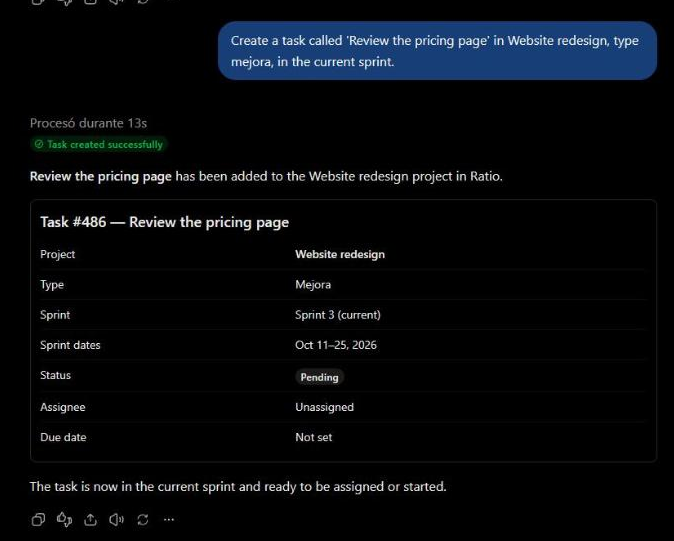 Create a task called 'Review the pricing page' in Website redesign, type
mejora, in the current sprint.
Procesó durante 13s
Task created successfully
Review the pricing page has been added to the Website redesign project in Ratio.
Task #486 — Review the pricing page
Project Website redesign
Type Mejora
Sprint Sprint 3 (current)
Sprint dates Oct 11–25, 2026
Status Pending
Assignee Unassigned
Due date Not set
The task is now in the current sprint and ready to be assigned or started.